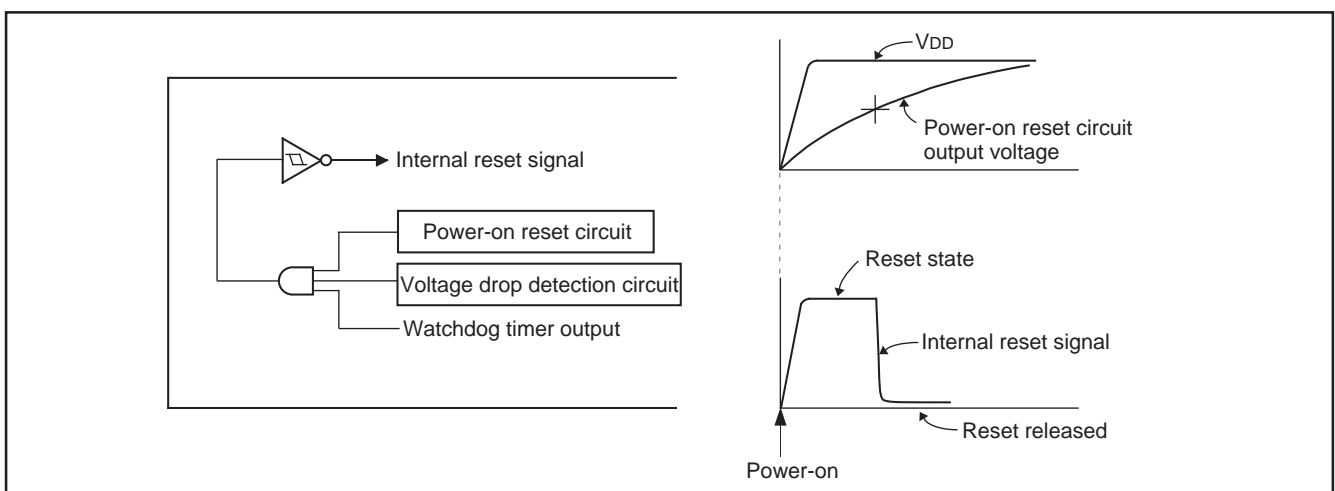 Internal reset signal
Power-on reset circuit
Voltage drop detection circuit
Watchdog timer output
VDD
Power-on reset circuit
output voltage
Reset state
Internal reset signal
Reset released
Power-on